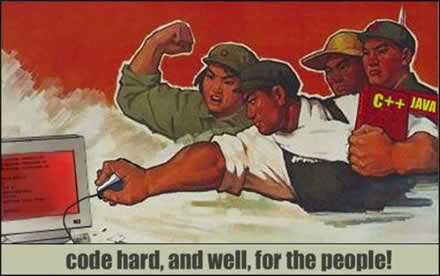 C++ JAVA
code hard, and well, for the people!